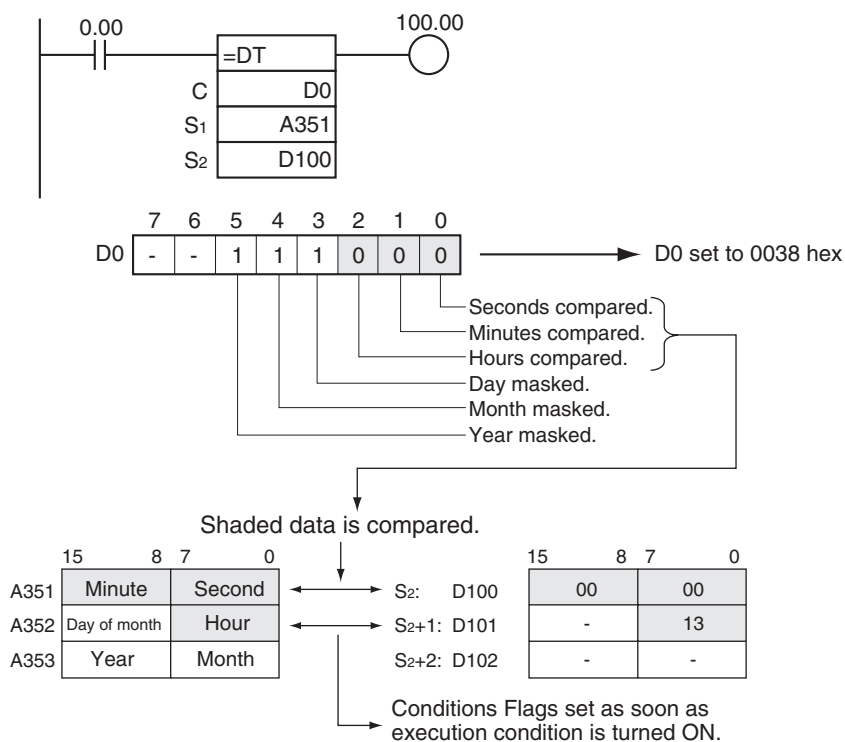 0.00 100.00
=DT
C D0
S1 A351
S2 D100
7 6 5 4 3 2 1 0
D0 - - 1 1 1 0 0 0 D0 set to 0038 hex
Seconds compared.
Minutes compared.
Hours compared.
Day masked.
Month masked.
Year masked.
Shaded data is compared.
15 8 7 0 15 8 7 0
A351 Minute Second S2: D100 00 00
A352 Day of month Hour S2+1: D101 - 13
A353 Year Month S2+2: D102 - -
Conditions Flags set as soon as
execution condition is turned ON.